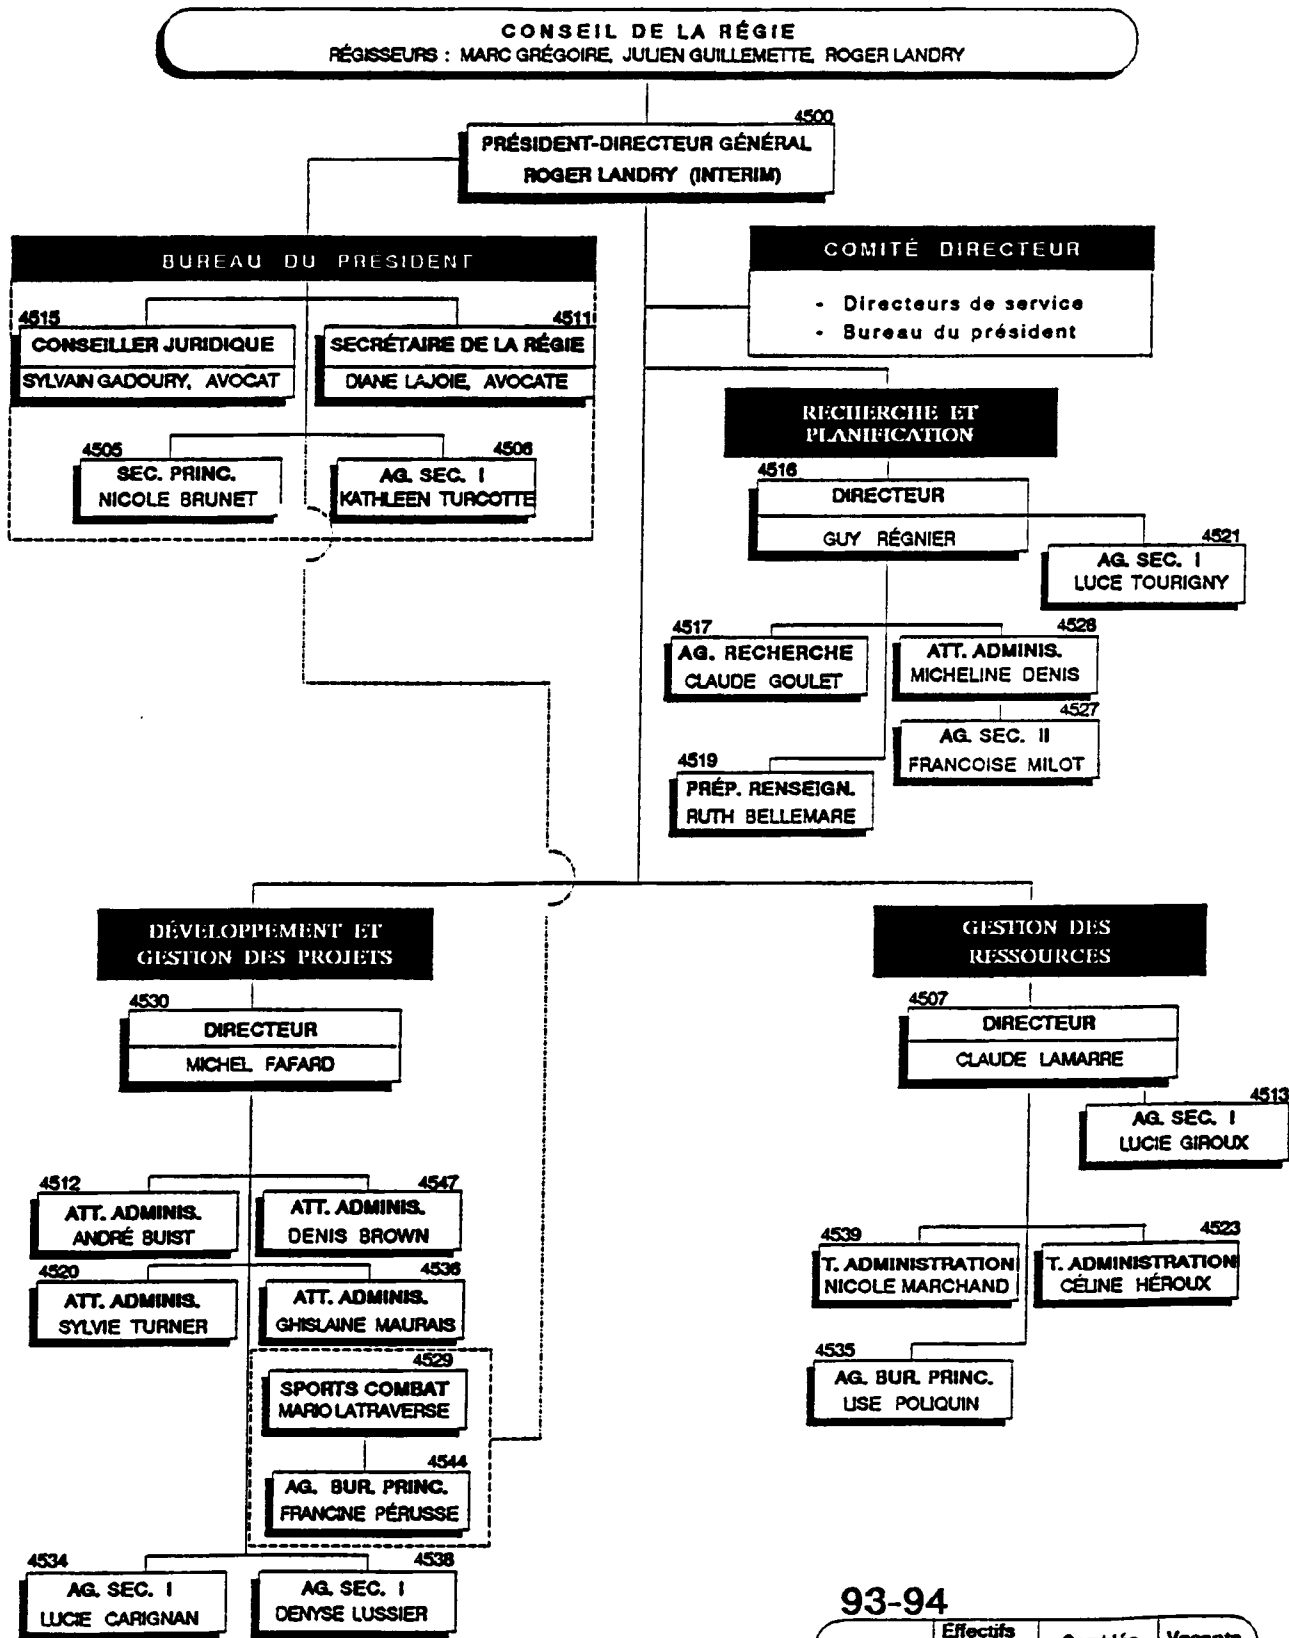 CONSEIL DE LA RÉGIE
RÉGISSEURS : MARC GRÉGOIRE, JULIEN GUILLEMETTE, ROGER LANDRY
4500
PRÉSIDENT-DIRECTEUR GÉNÉRAL
ROGER LANDRY (INTERIM)
BUREAU DU PRÉSIDENT
4515
CONSEILLER JURIDIQUE
SYLVAIN GADOURY, AVOCAT
4511
SECRÉTAIRE DE LA RÉGIE
DIANE LAJOIE, AVOCATE
4505
SEC. PRINC.
NICOLE BRUNET
4506
AG. SEC. I
KATHLEEN TURCOTTE
COMITÉ DIRECTEUR
- Directeurs de service
- Bureau du président
RECHERCHE ET
PLANIFICATION
4516
DIRECTEUR
GUY RÉGNIER
4521
AG. SEC. I
LUCE TOURIGNY
4517
AG. RECHERCHE
CLAUDE GOULET
4528
ATT. ADMINIS.
MICHELINE DENIS
4527
AG. SEC. II
FRANCOISE MILOT
4519
PRÉP. RENSEIGN.
RUTH BELLEMARE
DÉVELOPPEMENT ET
GESTION DES PROJETS
4530
DIRECTEUR
MICHEL FAFARD
4512
ATT. ADMINIS.
ANDRÉ BUIST
4547
ATT. ADMINIS.
DENIS BROWN
4520
ATT. ADMINIS.
SYLVIE TURNER
4536
ATT. ADMINIS.
GHISLAINE MAURAIS
4529
SPORTS COMBAT
MARIO LATRAVERSE
4544
AG. BUR. PRINC.
FRANCINE PÉRUSSE
4534
AG. SEC. I
LUCIE CARIGNAN
4538
AG. SEC. I
DENYSE LUSSIER
GESTION DES
RESSOURCES
4507
DIRECTEUR
CLAUDE LAMARRE
4513
AG. SEC. I
LUCIE GIROUX
4539
T. ADMINISTRATION
NICOLE MARCHAND
4523
T. ADMINISTRATION
CÉLINE HÉROUX
4535
AG. BUR. PRINC.
LISE POLIQUIN
93-94
Effectifs